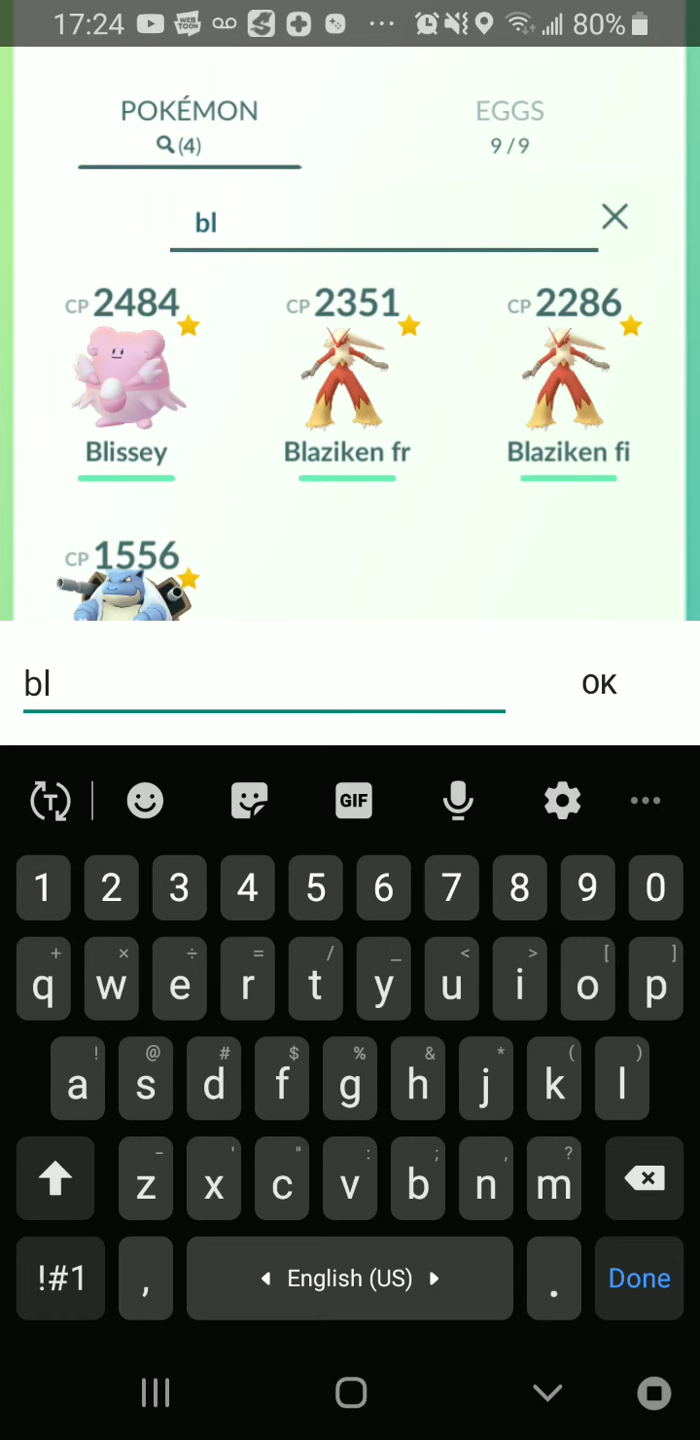 17:24 WEB TOON 80%
POKÉMON EGGS
(4) 9 / 9
bl
CP 2484 CP 2351 CP 2286
Blissey Blaziken fr Blaziken fi
CP 1556
bl OK
T GIF
1 2 3 4 5 6 7 8 9 0
+ × ÷ = / _ < > [ ]
q w e r t y u i o p
! @ # $ % & * ( )
a s d f g h j k l
- ' " : ; , ?
z x c v b n m
!#1 , English (US) . Done